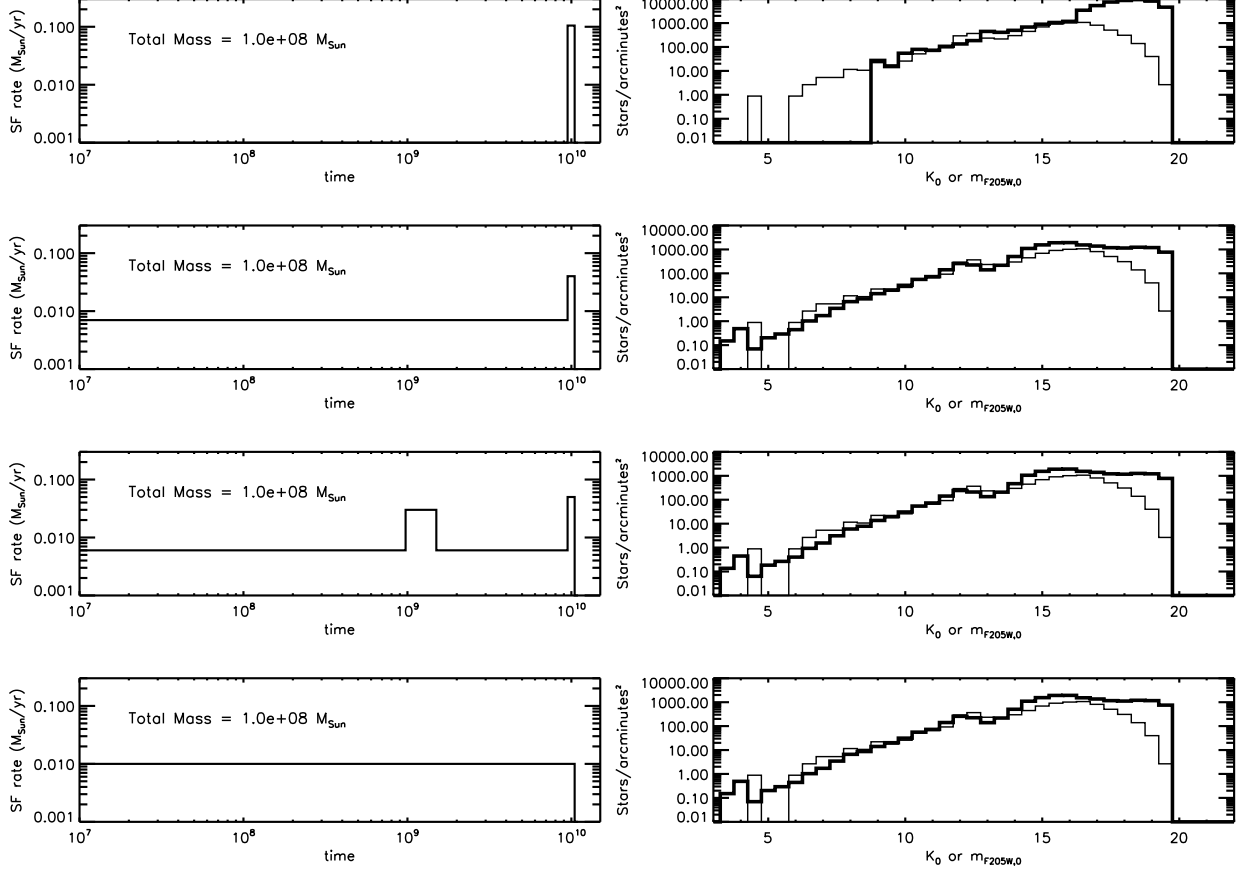 SF rate (M_Sun/yr)
0.100
0.010
0.001
Total Mass = 1.0e+08 M_Sun
10^7 10^8 10^9 10^10
time
Stars/arcminutes²
10000.00
1000.00
100.00
10.00
1.00
0.10
0.01
5 10 15 20
K_0 or m_F205W,0
SF rate (M_Sun/yr)
0.100
0.010
0.001
Total Mass = 1.0e+08 M_Sun
10^7 10^8 10^9 10^10
time
Stars/arcminutes²
10000.00
1000.00
100.00
10.00
1.00
0.10
0.01
5 10 15 20
K_0 or m_F205W,0
SF rate (M_Sun/yr)
0.100
0.010
0.001
Total Mass = 1.0e+08 M_Sun
10^7 10^8 10^9 10^10
time
Stars/arcminutes²
10000.00
1000.00
100.00
10.00
1.00
0.10
0.01
5 10 15 20
K_0 or m_F205W,0
SF rate (M_Sun/yr)
0.100
0.010
0.001
Total Mass = 1.0e+08 M_Sun
10^7 10^8 10^9 10^10
time
Stars/arcminutes²
10000.00
1000.00
100.00
10.00
1.00
0.10
0.01
5 10 15 20
K_0 or m_F205W,0